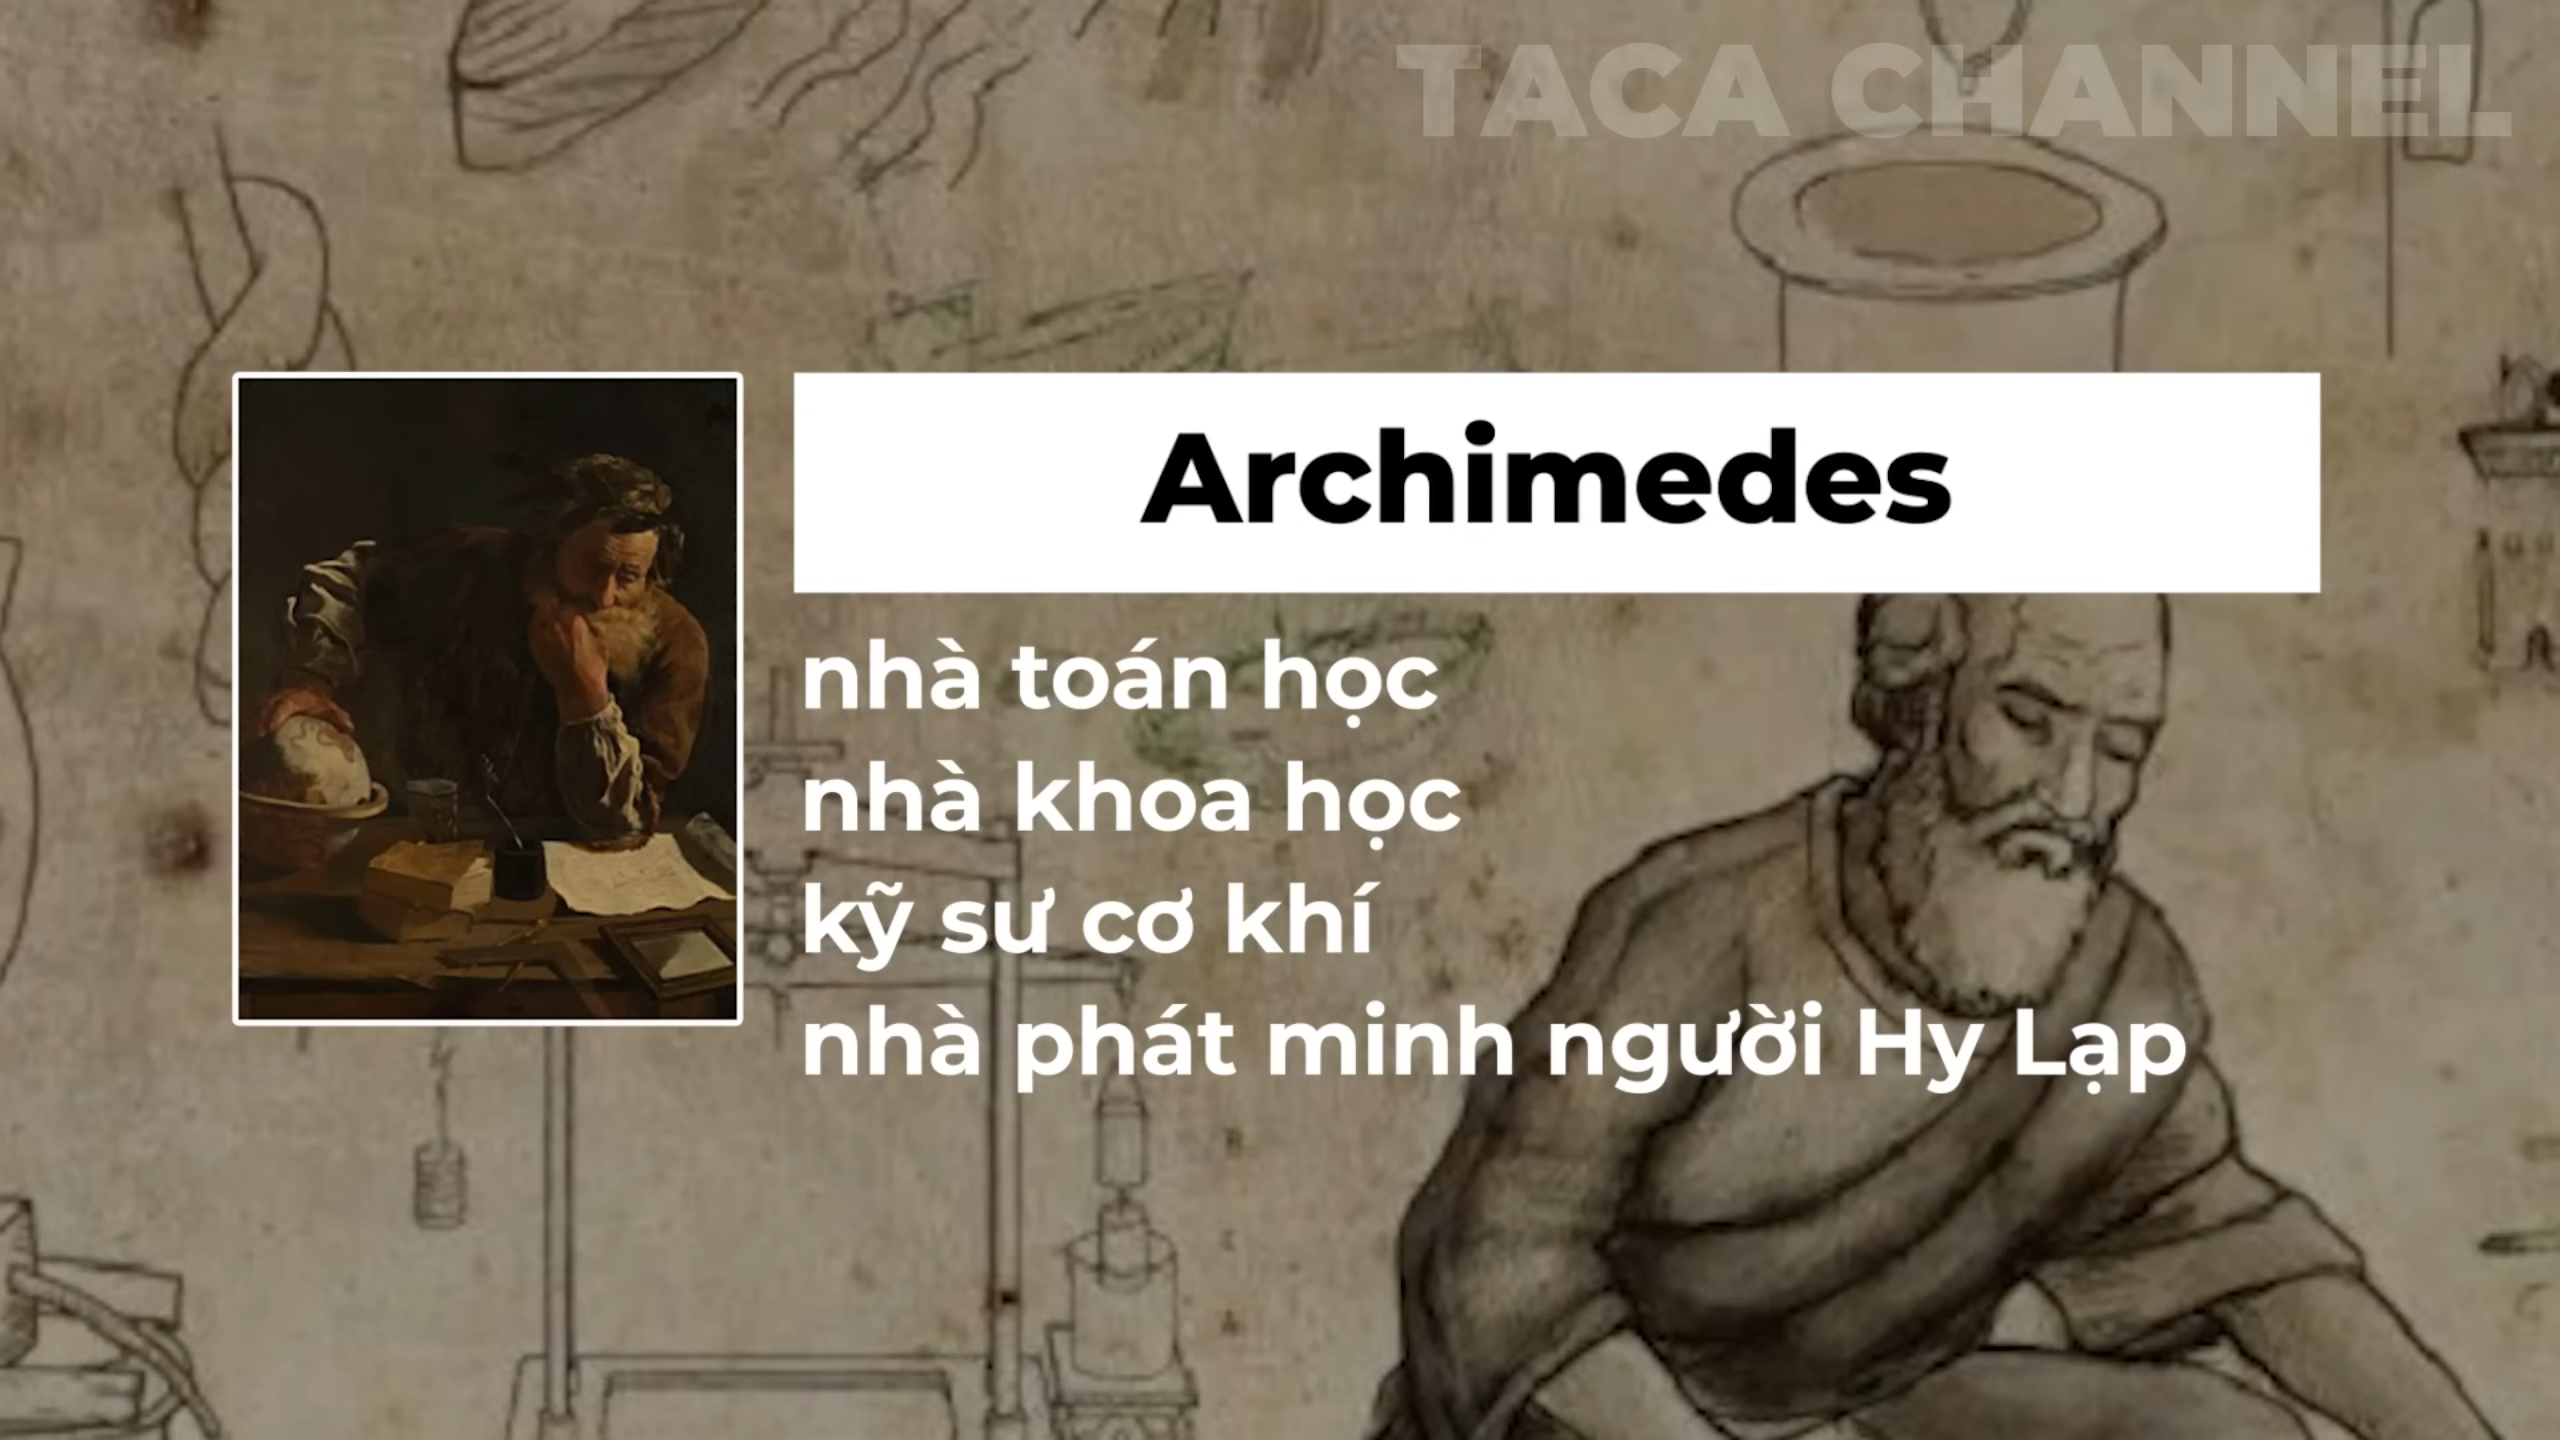 TACA CHANNEL
Archimedes
nhà toán học
nhà khoa học
kỹ sư cơ khí
nhà phát minh người Hy Lạp